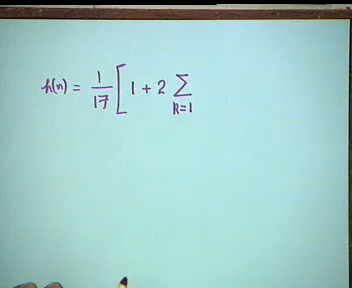 h(n) = 1/17 [ 1 + 2 Σ k=1